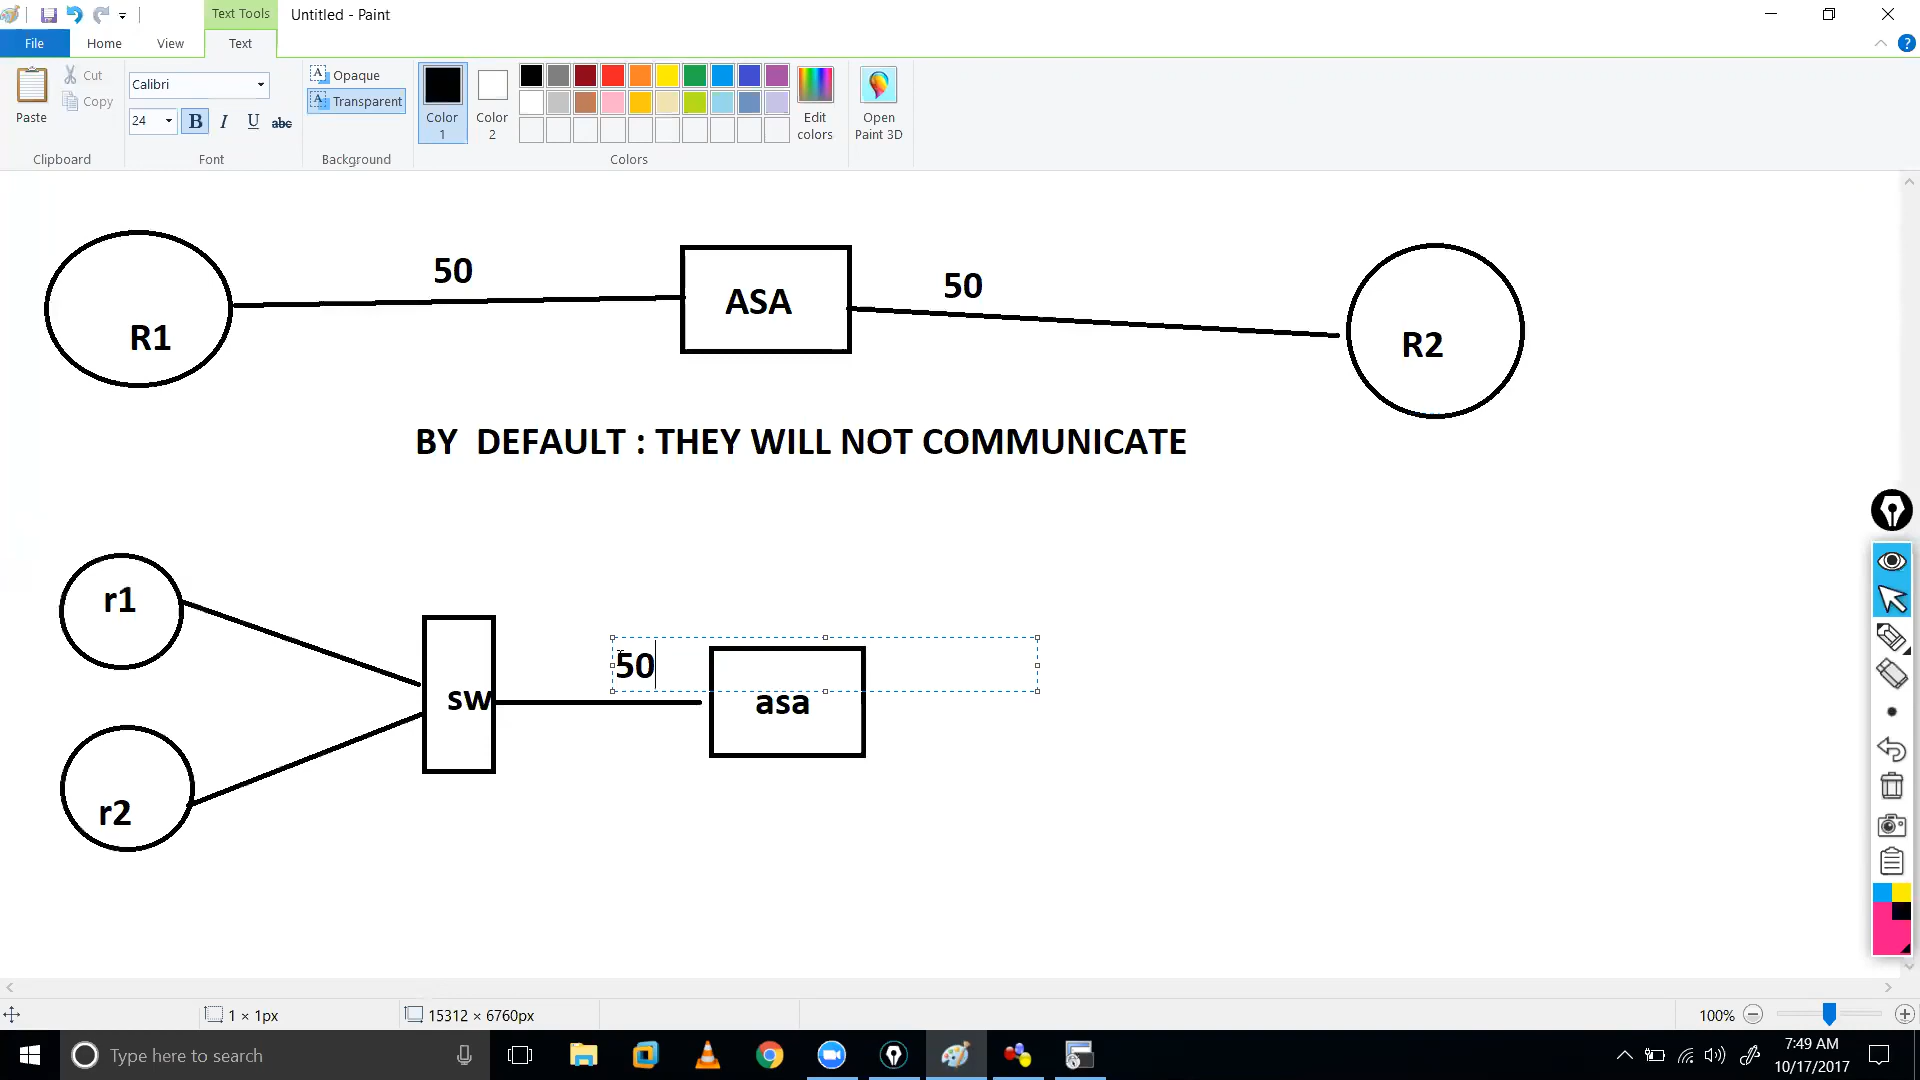 Text Tools
Untitled - Paint
File
Home
View
Text
Paste
Cut
Copy
Clipboard
Calibri
24
B
I
U
abc
Font
A Opaque
A Transparent
Background
Color
1
Color
2
Edit
colors
Colors
Open
Paint 3D
?
R1
50
ASA
50
R2
BY DEFAULT : THEY WILL NOT COMMUNICATE
r1
r2
sw
50
asa
1 × 1px
15312 × 6760px
100%
Type here to search
7:49 AM
10/17/2017